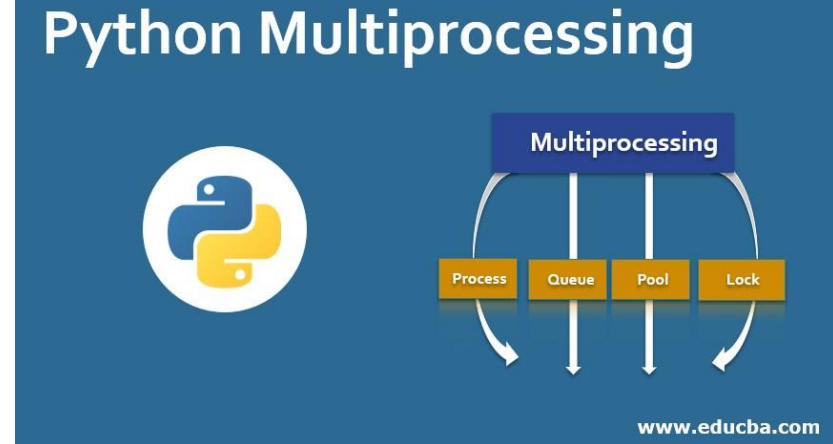 Python Multiprocessing
Multiprocessing
Process Queue Pool Lock
www.educba.com